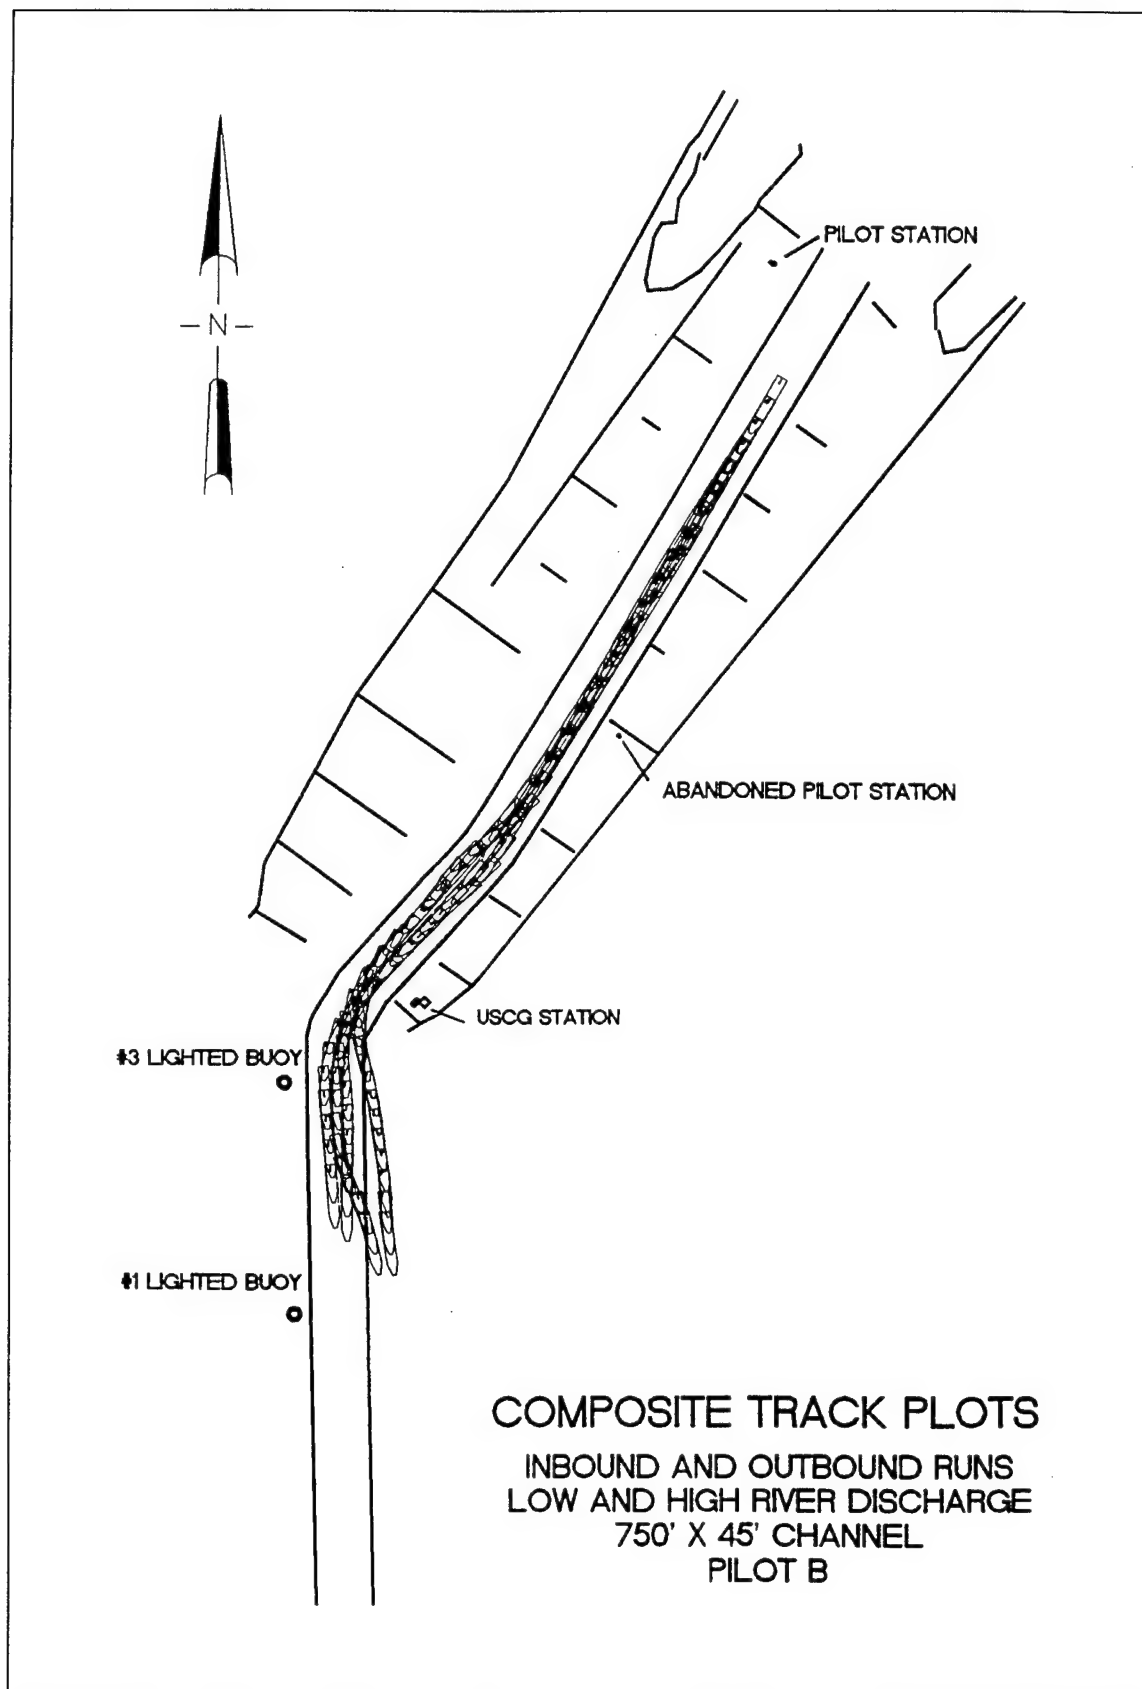 PILOT STATION
— N —
ABANDONED PILOT STATION
USCG STATION
#3 LIGHTED BUOY
#1 LIGHTED BUOY
COMPOSITE TRACK PLOTS
INBOUND AND OUTBOUND RUNS
LOW AND HIGH RIVER DISCHARGE
750' X 45' CHANNEL
PILOT B